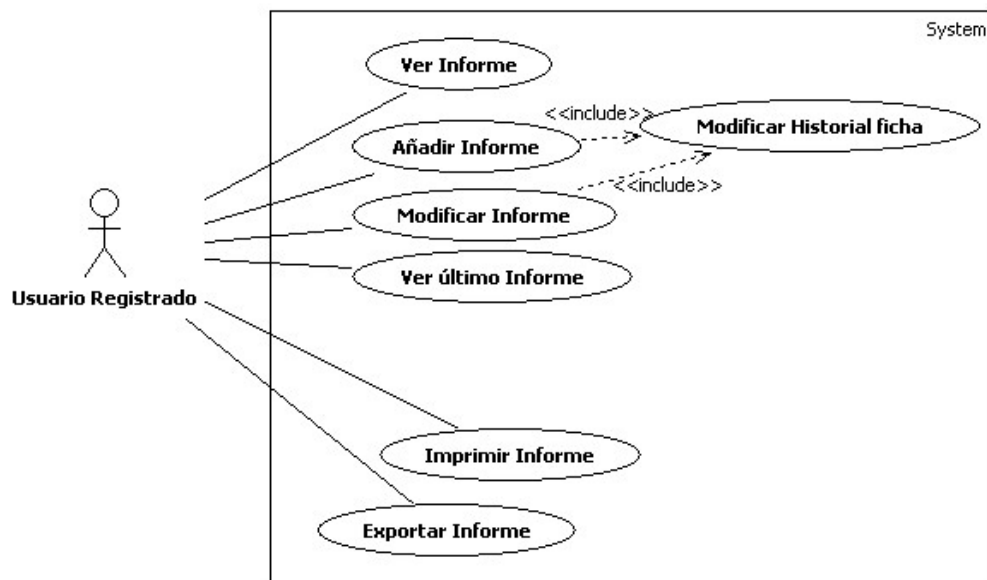 System
Ver Informe
<<include>>
Modificar Historial ficha
Añadir Informe
<<include>>
Modificar Informe
Ver último Informe
Usuario Registrado
Imprimir Informe
Exportar Informe